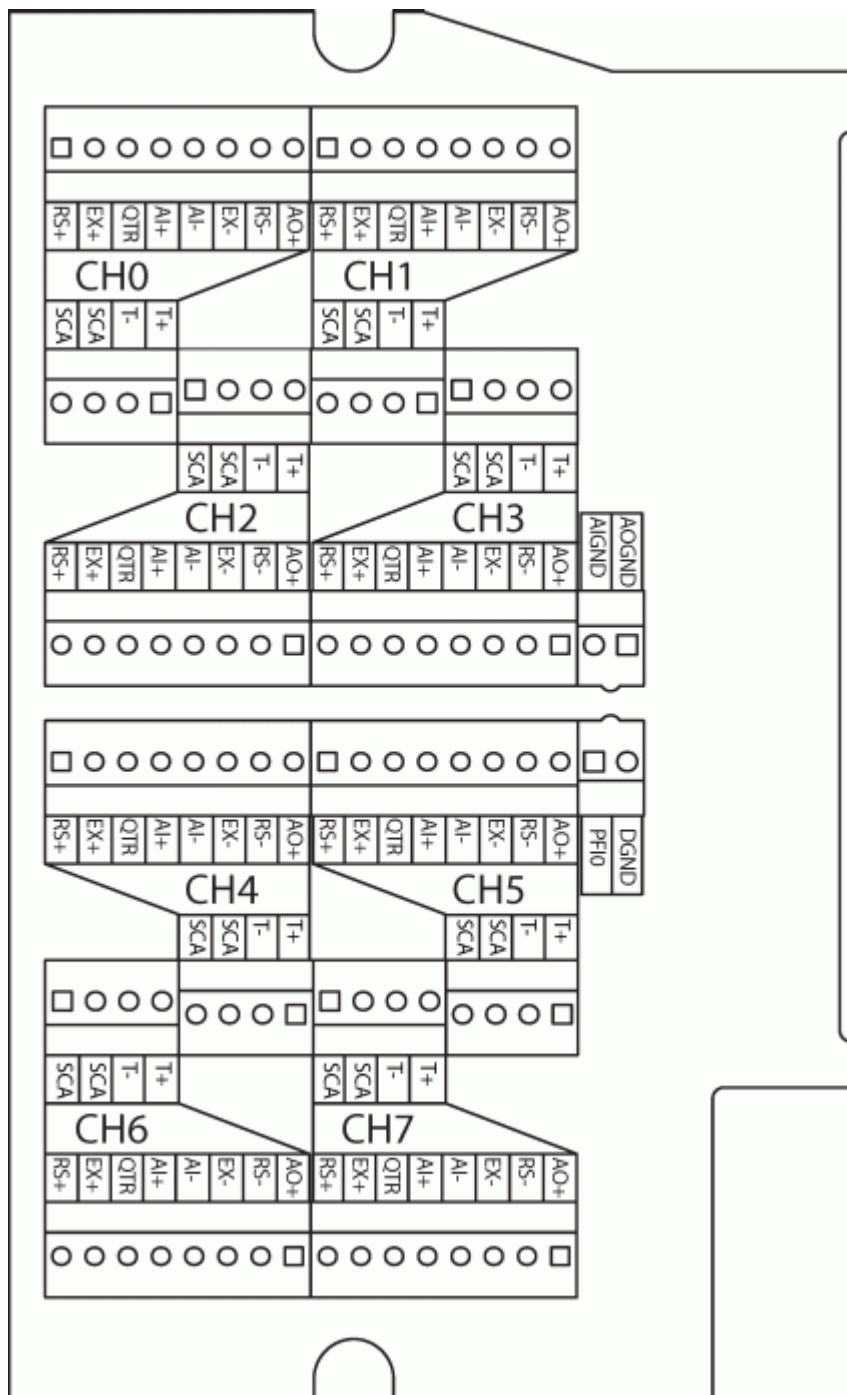 RS+ EX+ QTR AI+ AI- EX- RS- AO+ RS+ EX+ QTR AI+ AI- EX- RS- AO+
CH0 CH1
SCA SCA T- T+ SCA SCA T- T+
SCA SCA T- T+ SCA SCA T- T+
CH2 CH3
AIGND AOGND
RS+ EX+ QTR AI+ AI- EX- RS- AO+ RS+ EX+ QTR AI+ AI- EX- RS- AO+
RS+ EX+ QTR AI+ AI- EX- RS- AO+ RS+ EX+ QTR AI+ AI- EX- RS- AO+
PFI0 DGND
CH4 CH5
SCA SCA T- T+ SCA SCA T- T+
SCA SCA T- T+ SCA SCA T- T+
CH6 CH7
RS+ EX+ QTR AI+ AI- EX- RS- AO+ RS+ EX+ QTR AI+ AI- EX- RS- AO+